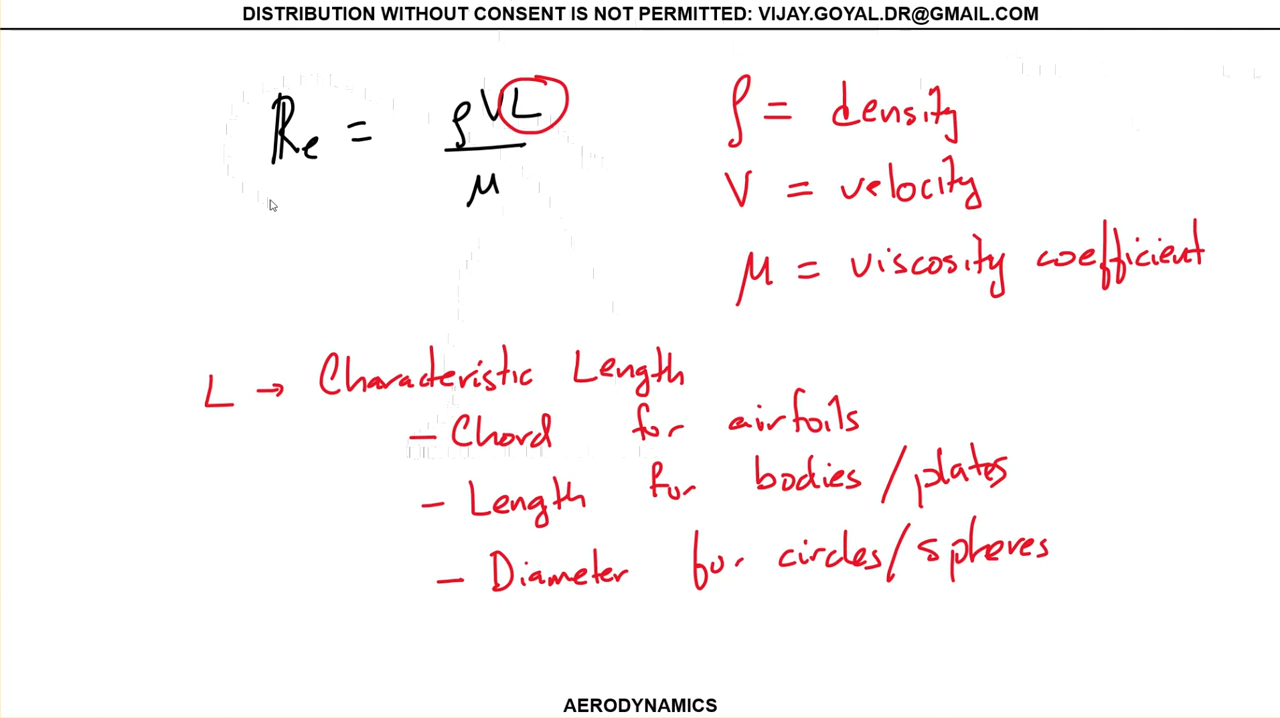 DISTRIBUTION WITHOUT CONSENT IS NOT PERMITTED: VIJAY.GOYAL.DR@GMAIL.COM
Re = ρVL / μ
ρ = density
V = velocity
μ = viscosity coefficient
L → Characteristic Length
- Chord for airfoils
- Length for bodies / plates
- Diameter for circles / spheres
AERODYNAMICS